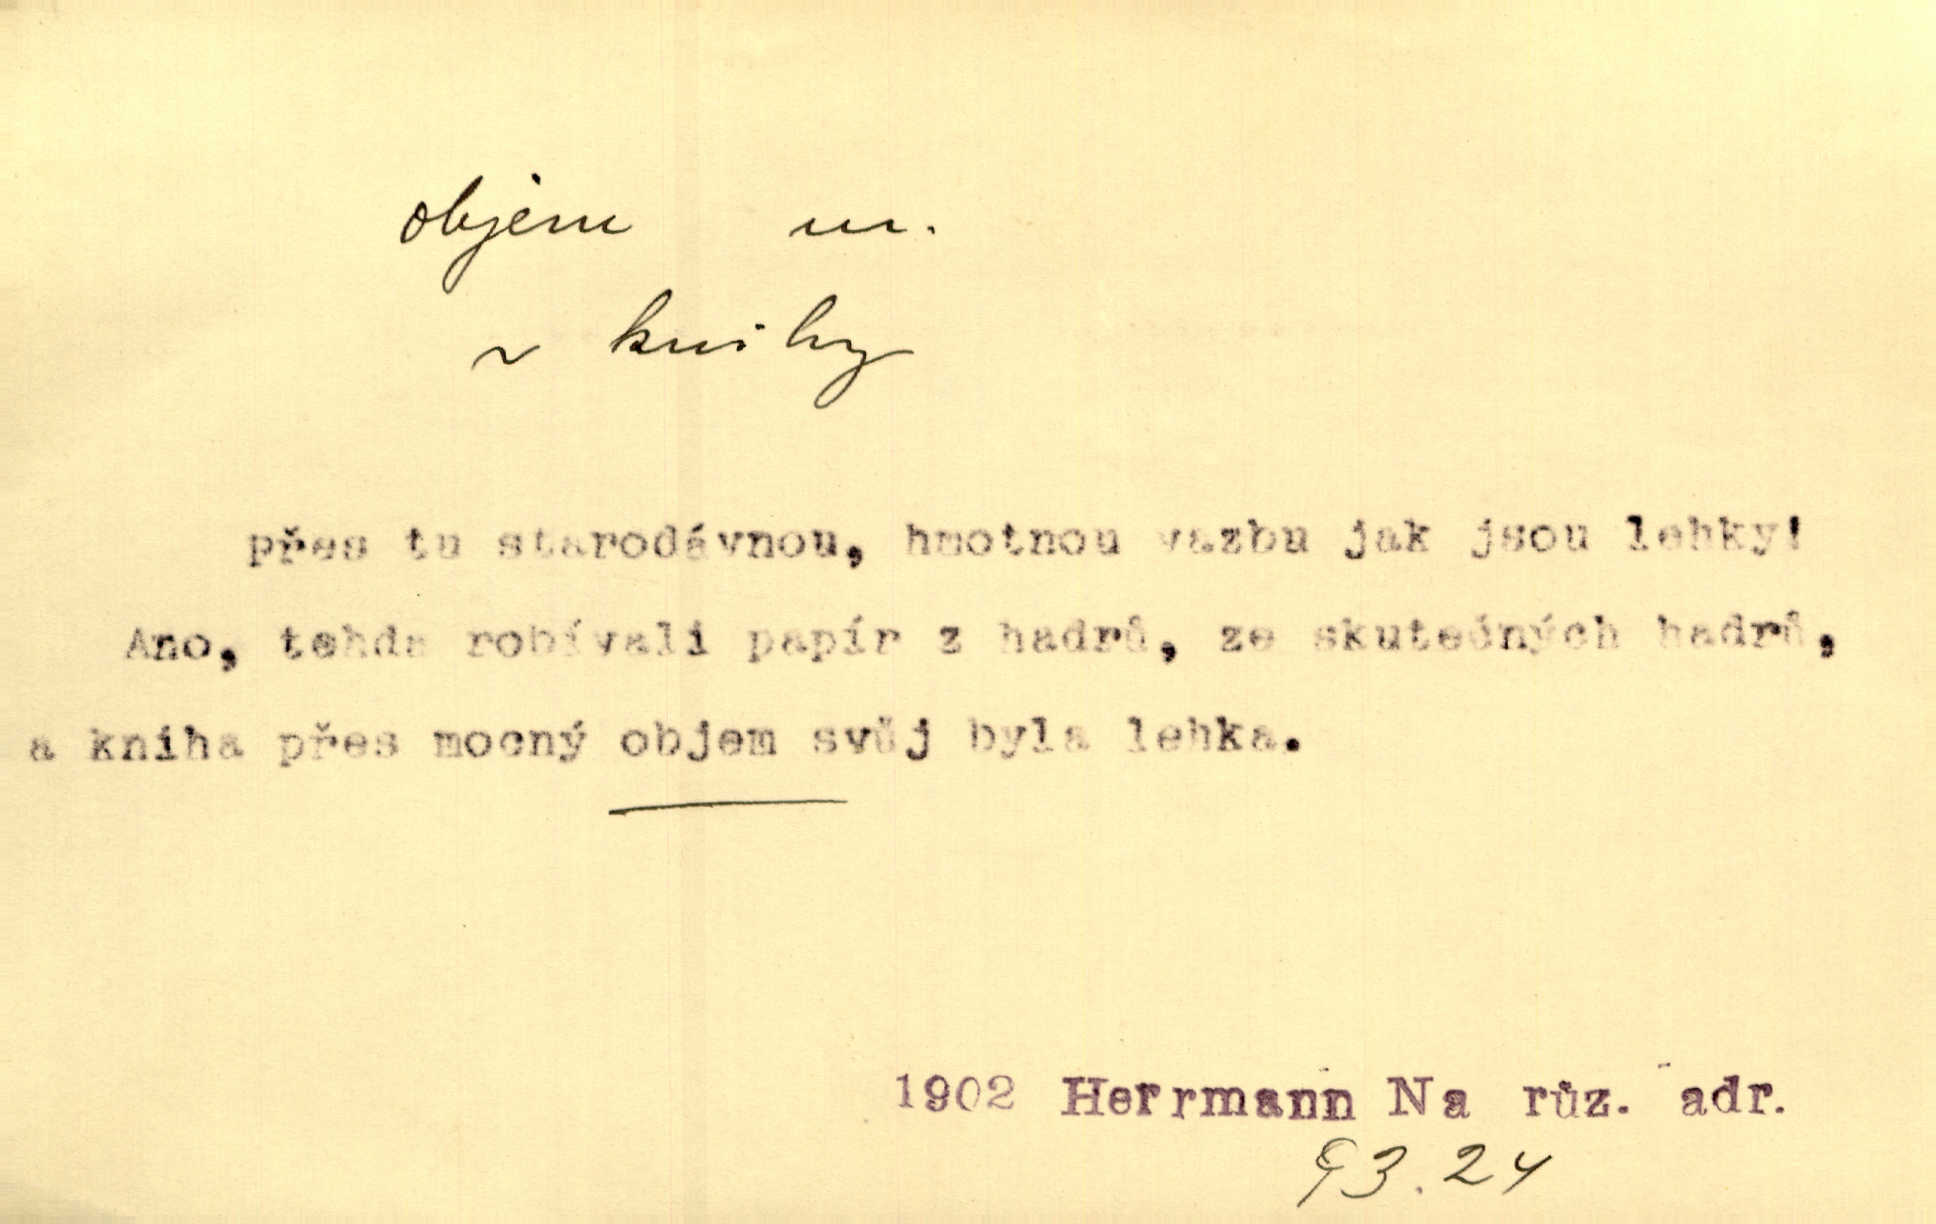 objem m.
~ knihy
přes tu starodávnou, hmotnou vazbu jak jsou lehky!
Ano, tehda robívali papír z hadrů, ze skutečných hadrů,
a kniha přes mocný objem svůj byla lehka.
1902 Herrmann Na růz. adr.
93.24